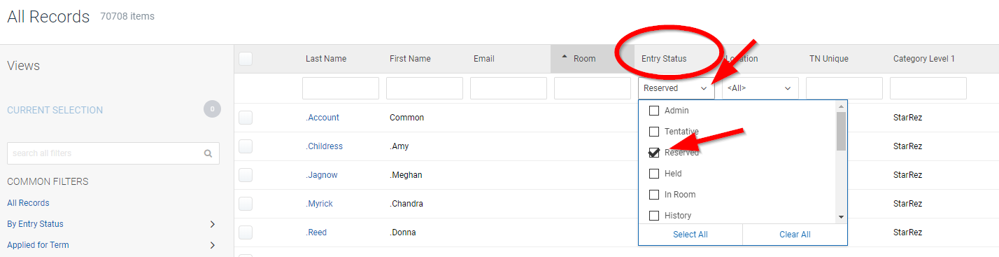 All Records 70708 items
Views
CURRENT SELECTION 0
search all filters
COMMON FILTERS
All Records
By Entry Status
Applied for Term
Last Name First Name Email Room Entry Status Location TN Unique Category Level 1
Reserved <All>
.Account Common StarRez
.Childress .Amy StarRez
.Jagnow .Meghan StarRez
.Myrick .Chandra StarRez
.Reed .Donna StarRez
Admin
Tentative
Reserved
Held
In Room
History
Select All Clear All